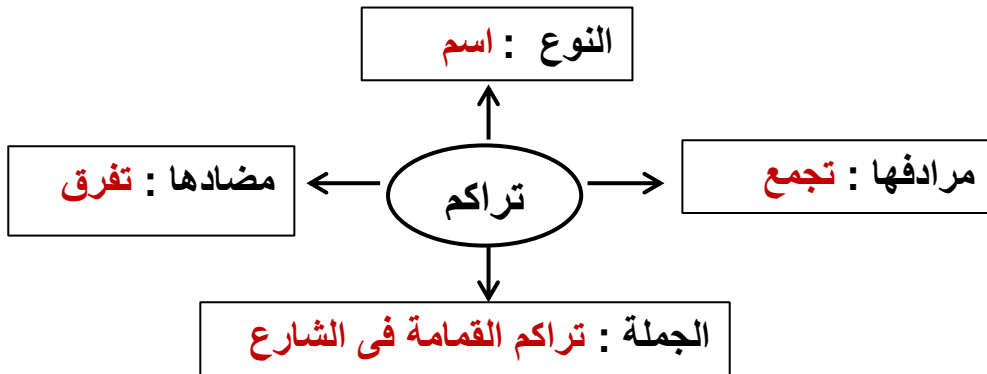 النوع : اسم
مرادفها : تجمع
تراكم
مضادها : تفرق
الجملة : تراكم القمامة فى الشارع